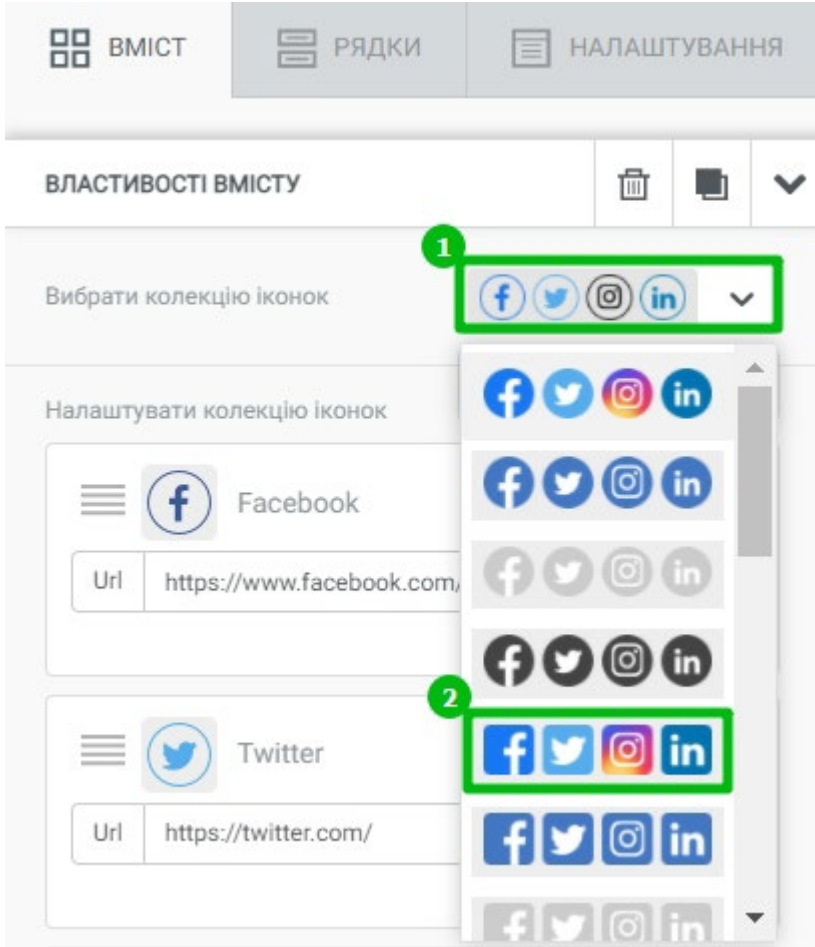 ВМІСТ
РЯДКИ
НАЛАШТУВАННЯ
ВЛАСТИВОСТІ ВМІСТУ
1
Вибрати колекцію іконок
Налаштувати колекцію іконок
Facebook
Url https://www.facebook.com/
2
Twitter
Url https://twitter.com/